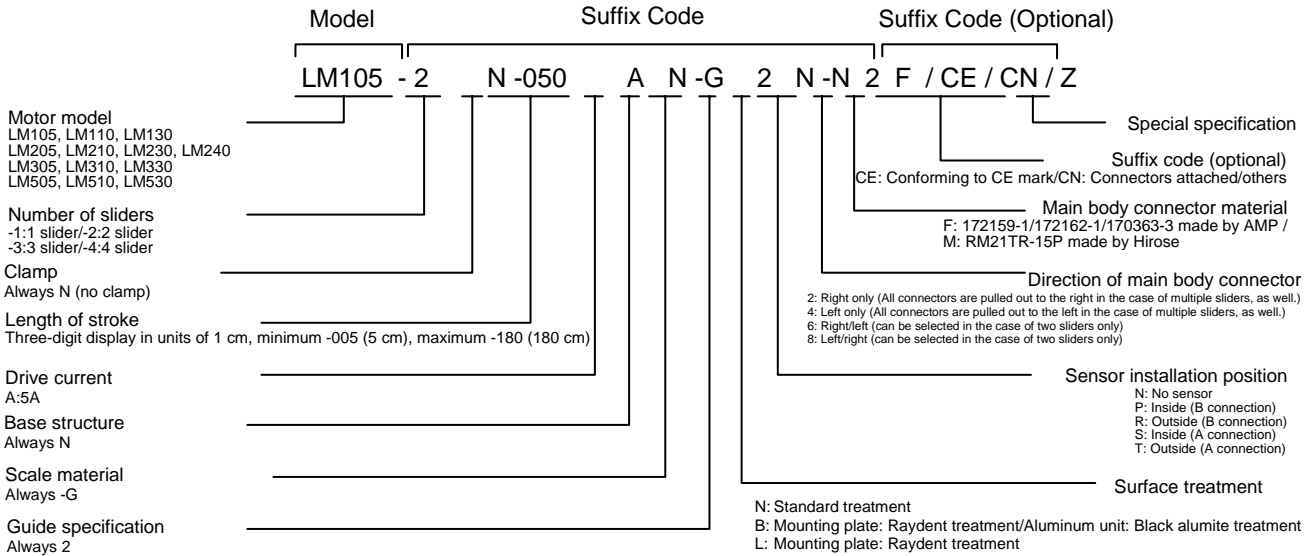 Model
Suffix Code
Suffix Code (Optional)
LM105 - 2 N -050 A N -G 2 N -N 2 F / CE / CN / Z
Motor model
LM105, LM110, LM130
LM205, LM210, LM230, LM240
LM305, LM310, LM330
LM505, LM510, LM530
Number of sliders
-1:1 slider/-2:2 slider
-3:3 slider/-4:4 slider
Clamp
Always N (no clamp)
Length of stroke
Three-digit display in units of 1 cm, minimum -005 (5 cm), maximum -180 (180 cm)
Drive current
A:5A
Base structure
Always N
Scale material
Always -G
Guide specification
Always 2
Special specification
Suffix code (optional)
CE: Conforming to CE mark/CN: Connectors attached/others
Main body connector material
F: 172159-1/172162-1/170363-3 made by AMP /
M: RM21TR-15P made by Hirose
Direction of main body connector
2: Right only (All connectors are pulled out to the right in the case of multiple sliders, as well.)
4: Left only (All connectors are pulled out to the left in the case of multiple sliders, as well.)
6: Right/left (can be selected in the case of two sliders only)
8: Left/right (can be selected in the case of two sliders only)
Sensor installation position
N: No sensor
P: Inside (B connection)
R: Outside (B connection)
S: Inside (A connection)
T: Outside (A connection)
Surface treatment
N: Standard treatment
B: Mounting plate: Raydent treatment/Aluminum unit: Black alumite treatment
L: Mounting plate: Raydent treatment